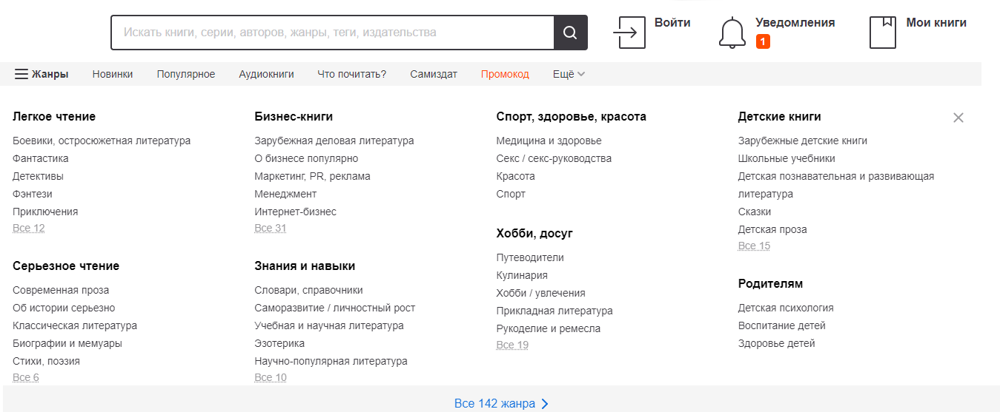 Искать книги, серии, авторов, жанры, теги, издательства
Войти
Уведомления
1
Мои книги
Жанры
Новинки
Популярное
Аудиокниги
Что почитать?
Самиздат
Промокод
Ещё
Легкое чтение
Боевики, остросюжетная литература
Фантастика
Детективы
Фэнтези
Приключения
Все 12
Серьезное чтение
Современная проза
Об истории серьезно
Классическая литература
Биографии и мемуары
Стихи, поэзия
Все 6
Бизнес-книги
Зарубежная деловая литература
О бизнесе популярно
Маркетинг, PR, реклама
Менеджмент
Интернет-бизнес
Все 31
Знания и навыки
Словари, справочники
Саморазвитие / личностный рост
Учебная и научная литература
Эзотерика
Научно-популярная литература
Все 10
Спорт, здоровье, красота
Медицина и здоровье
Секс / секс-руководства
Красота
Спорт
Хобби, досуг
Путеводители
Кулинария
Хобби / увлечения
Прикладная литература
Рукоделие и ремесла
Все 19
Детские книги
Зарубежные детские книги
Школьные учебники
Детская познавательная и развивающая
литература
Сказки
Детская проза
Все 15
Родителям
Детская психология
Воспитание детей
Здоровье детей
Все 142 жанра